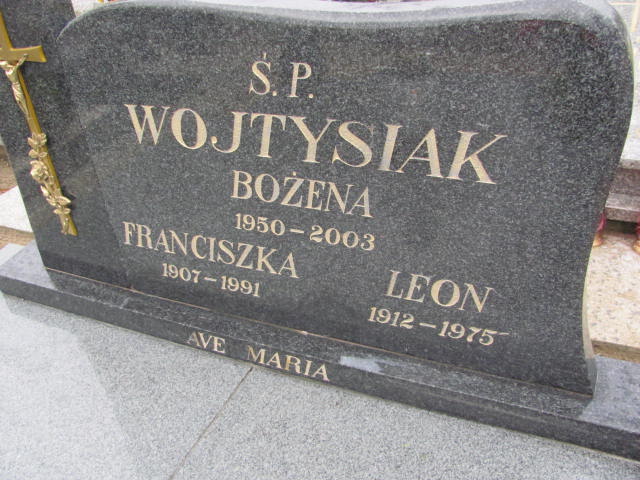 Ś.P.
WOJTYSIAK
BOŻENA
1950-2003
FRANCISZKA
1907-1991
LEON
1912-1975
AVE MARIA